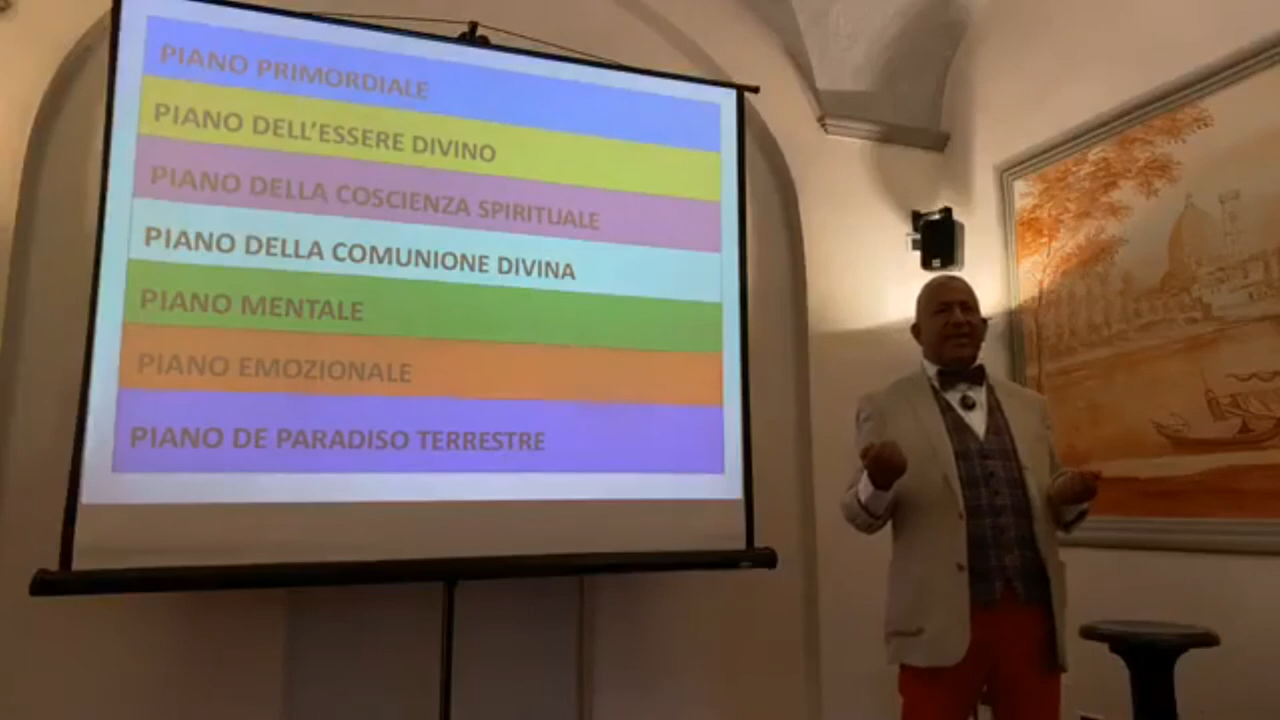 PIANO PRIMORDIALE
PIANO DELL'ESSERE DIVINO
PIANO DELLA COSCIENZA SPIRITUALE
PIANO DELLA COMUNIONE DIVINA
PIANO MENTALE
PIANO EMOZIONALE
PIANO DE PARADISO TERRESTRE